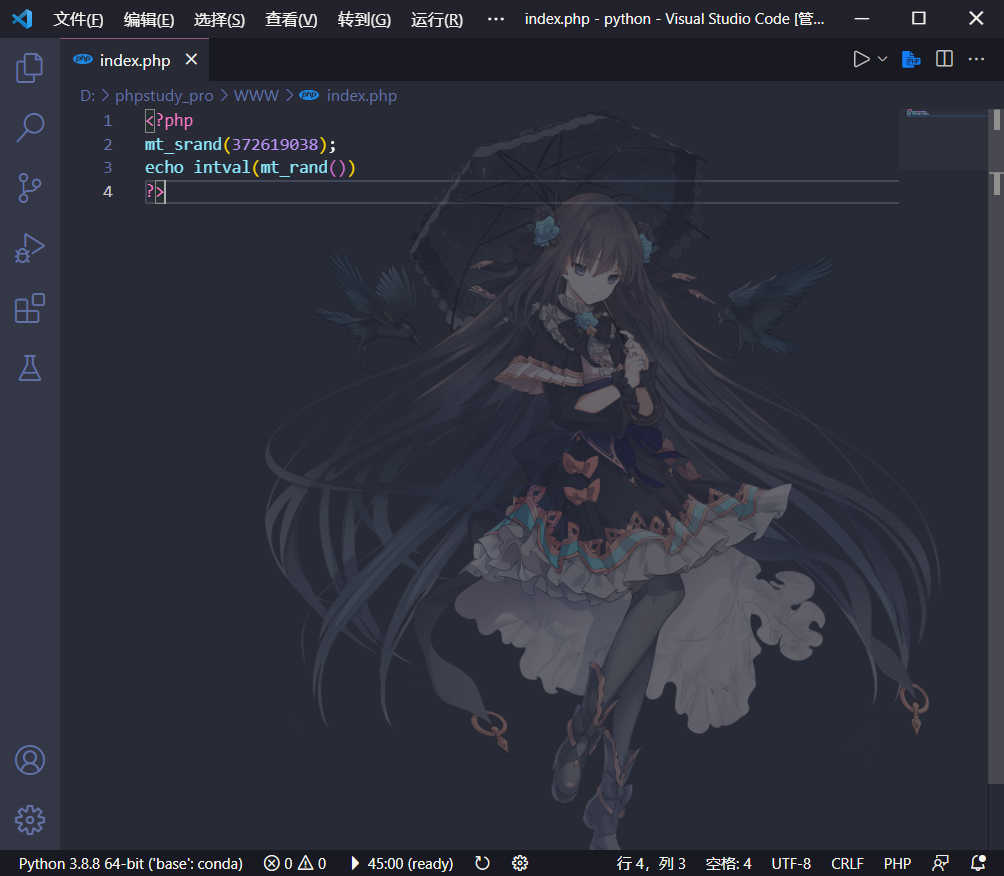 文件(F) 编辑(E) 选择(S) 查看(V) 转到(G) 运行(R) ··· index.php - python - Visual Studio Code [管...
php index.php
D: > phpstudy_pro > WWW > php index.php
1 <?php
2 mt_srand(372619038);
3 echo intval(mt_rand())
4 ?>
Python 3.8.8 64-bit ('base': conda) 0 0 45:00 (ready) 行 4，列 3 空格: 4 UTF-8 CRLF PHP